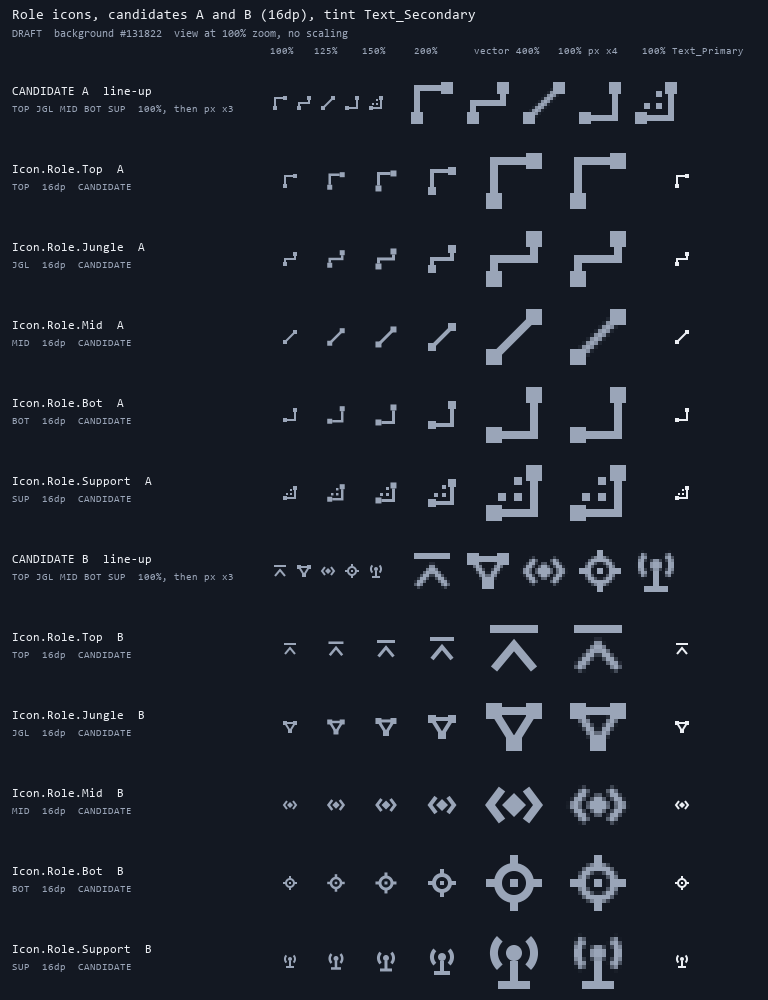 Role icons, candidates A and B (16dp), tint Text_Secondary
DRAFT  background #131822  view at 100% zoom, no scaling
100%  125%  150%  200%  vector 400%  100% px x4  100% Text_Primary
CANDIDATE A  line-up
TOP JGL MID BOT SUP  100%, then px x3
Icon.Role.Top  A
TOP  16dp  CANDIDATE
Icon.Role.Jungle  A
JGL  16dp  CANDIDATE
Icon.Role.Mid  A
MID  16dp  CANDIDATE
Icon.Role.Bot  A
BOT  16dp  CANDIDATE
Icon.Role.Support  A
SUP  16dp  CANDIDATE
CANDIDATE B  line-up
TOP JGL MID BOT SUP  100%, then px x3
Icon.Role.Top  B
TOP  16dp  CANDIDATE
Icon.Role.Jungle  B
JGL  16dp  CANDIDATE
Icon.Role.Mid  B
MID  16dp  CANDIDATE
Icon.Role.Bot  B
BOT  16dp  CANDIDATE
Icon.Role.Support  B
SUP  16dp  CANDIDATE